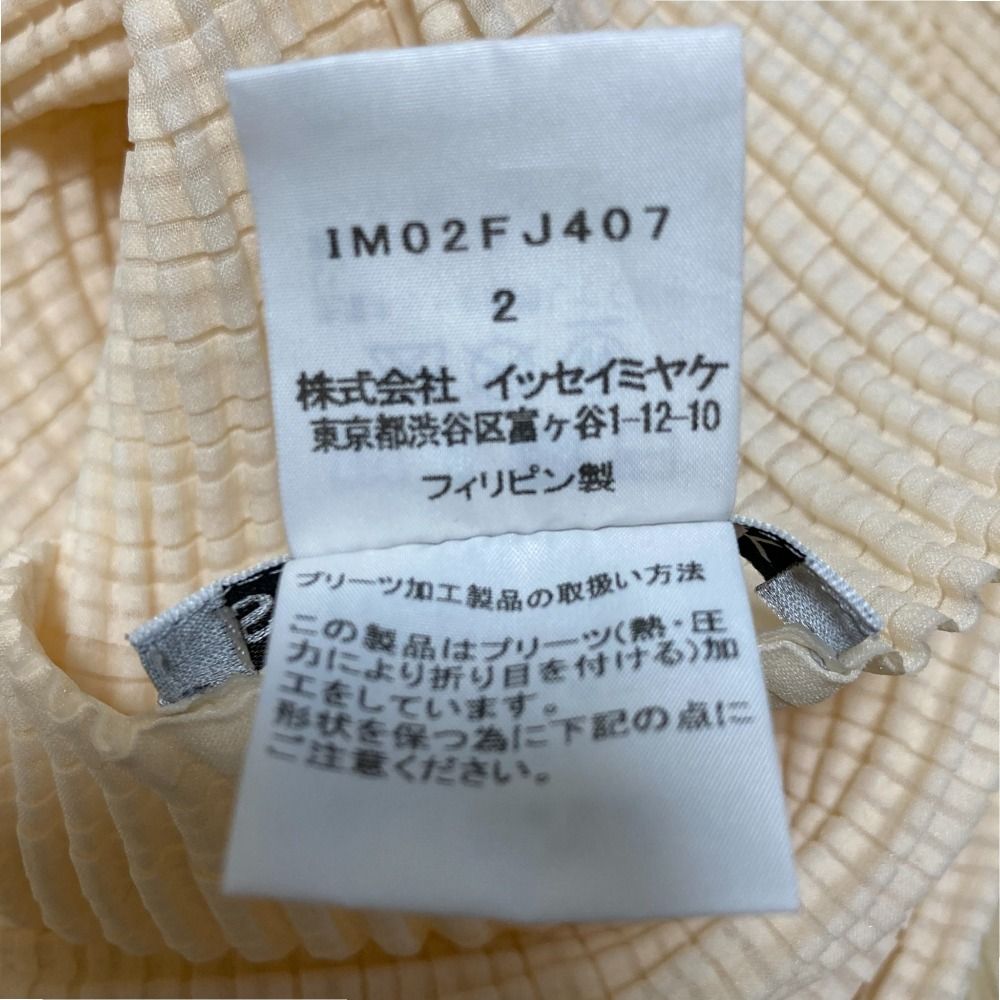 IM02FJ407
2
株式会社 イッセイミヤケ
東京都渋谷区富ヶ谷1-12-10
フィリピン製
プリーツ加工製品の取扱い方法
この製品はプリーツ(熱・圧
力により折り目を付ける)加
工をしています。
形状を保つ為に下記の点に
ご注意ください。